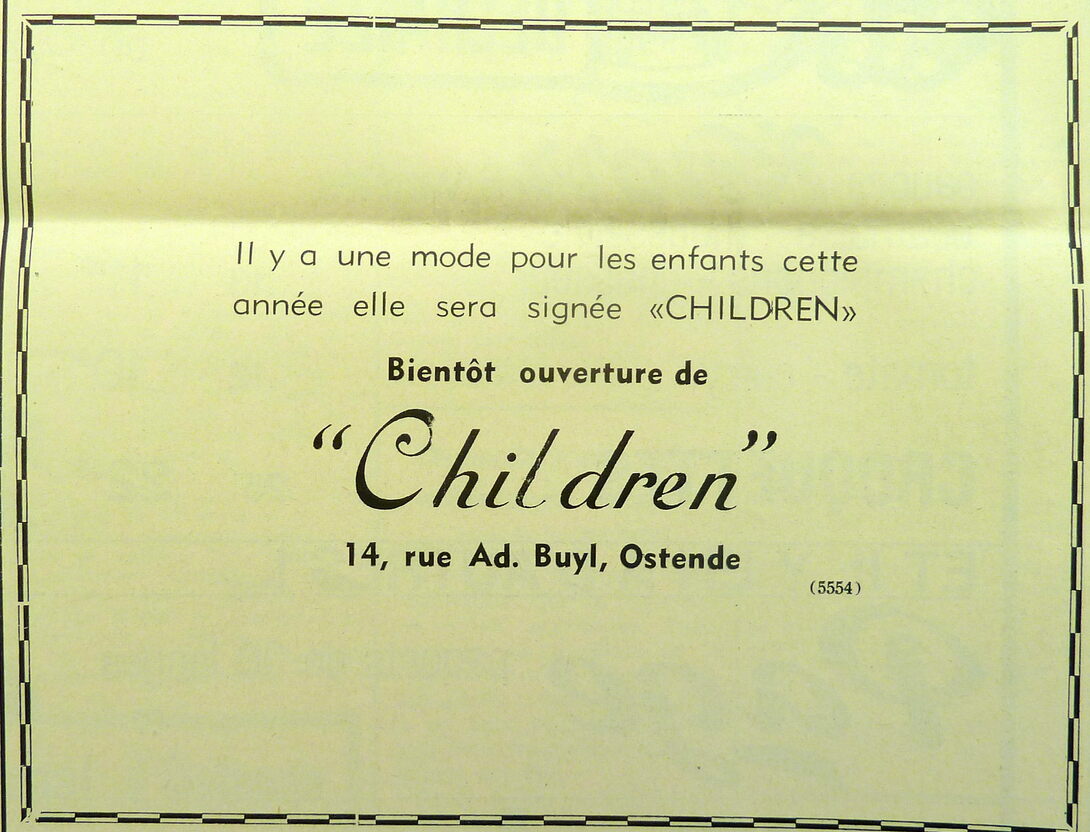 Il y a une mode pour les enfants cette
année elle sera signée «CHILDREN»
Bientôt ouverture de
“Children”
14, rue Ad. Buyl, Ostende
(5554)